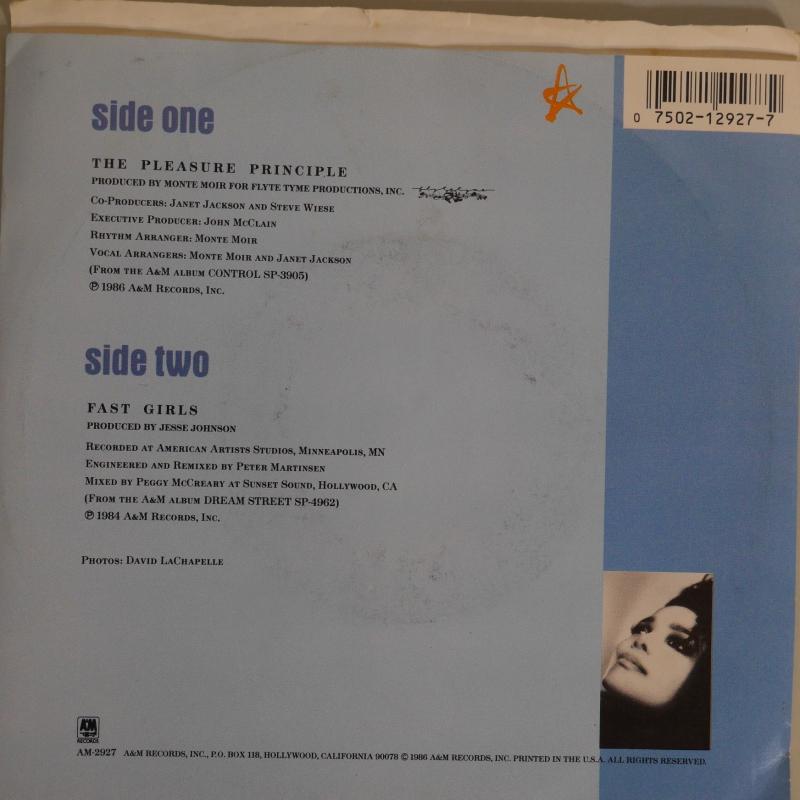 side one
THE PLEASURE PRINCIPLE
PRODUCED BY MONTE MOIR FOR FLYTE TYME PRODUCTIONS, INC.
CO-PRODUCERS: JANET JACKSON AND STEVE WIESE
EXECUTIVE PRODUCER: JOHN MCCLAIN
RHYTHM ARRANGER: MONTE MOIR
VOCAL ARRANGERS: MONTE MOIR AND JANET JACKSON
(FROM THE A&M ALBUM CONTROL SP-3905)
℗ 1986 A&M RECORDS, INC.
side two
FAST GIRLS
PRODUCED BY JESSE JOHNSON
RECORDED AT AMERICAN ARTISTS STUDIOS, MINNEAPOLIS, MN
ENGINEERED AND REMIXED BY PETER MARTINSEN
MIXED BY PEGGY MCCREARY AT SUNSET SOUND, HOLLYWOOD, CA
(FROM THE A&M ALBUM DREAM STREET SP-4962)
℗ 1984 A&M RECORDS, INC.
PHOTOS: DAVID LACHAPELLE
0 7502-12927-7
A&M
RECORDS
AM-2927 A&M RECORDS, INC., P.O. BOX 118, HOLLYWOOD, CALIFORNIA 90078 © 1986 A&M RECORDS, INC. PRINTED IN THE U.S.A. ALL RIGHTS RESERVED.